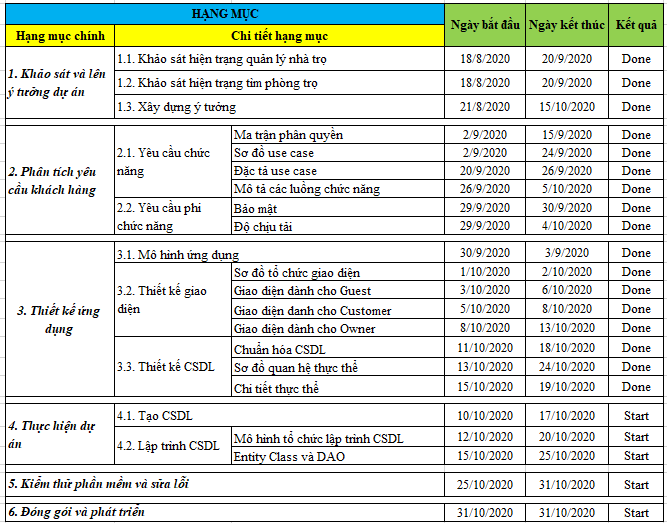 HẠNG MỤC
Ngày bắt đầu Ngày kết thúc Kết quả
Hạng mục chính Chi tiết hạng mục
1. Khảo sát và lên
ý tưởng dự án
1.1. Khảo sát hiện trạng quản lý nhà trọ 18/8/2020 20/9/2020 Done
1.2. Khảo sát hiện trạng tìm phòng trọ 18/8/2020 20/9/2020 Done
1.3. Xây dựng ý tưởng 21/8/2020 15/10/2020 Done
2. Phân tích yêu
cầu khách hàng
2.1. Yêu cầu chức
năng
Ma trận phân quyền 2/9/2020 15/9/2020 Done
Sơ đồ use case 2/9/2020 24/9/2020 Done
Đặc tả use case 20/9/2020 26/9/2020 Done
Mô tả các luồng chức năng 26/9/2020 5/10/2020 Done
2.2. Yêu cầu phi
chức năng
Bảo mật 29/9/2020 30/9/2020 Done
Độ chịu tải 29/9/2020 4/10/2020 Done
3. Thiết kế ứng
dụng
3.1. Mô hình ứng dụng 30/9/2020 3/9/2020 Done
3.2. Thiết kế giao
diện
Sơ đồ tổ chức giao diện 1/10/2020 2/10/2020 Done
Giao diện dành cho Guest 3/10/2020 6/10/2020 Done
Giao diện dành cho Customer 5/10/2020 8/10/2020 Done
Giao diện dành cho Owner 8/10/2020 13/10/2020 Done
3.3. Thiết kế CSDL
Chuẩn hóa CSDL 11/10/2020 18/10/2020 Done
Sơ đồ quan hệ thực thể 13/10/2020 24/10/2020 Done
Chi tiết thực thể 15/10/2020 19/10/2020 Done
4. Thực hiện dự
án
4.1. Tạo CSDL 10/10/2020 17/10/2020 Start
4.2. Lập trình CSDL
Mô hình tổ chức lập trình CSDL 12/10/2020 20/10/2020 Start
Entity Class và DAO 15/10/2020 25/10/2020 Start
5. Kiểm thử phần mềm và sửa lỗi 25/10/2020 31/10/2020 Start
6. Đóng gói và phát triển 31/10/2020 31/10/2020 Start